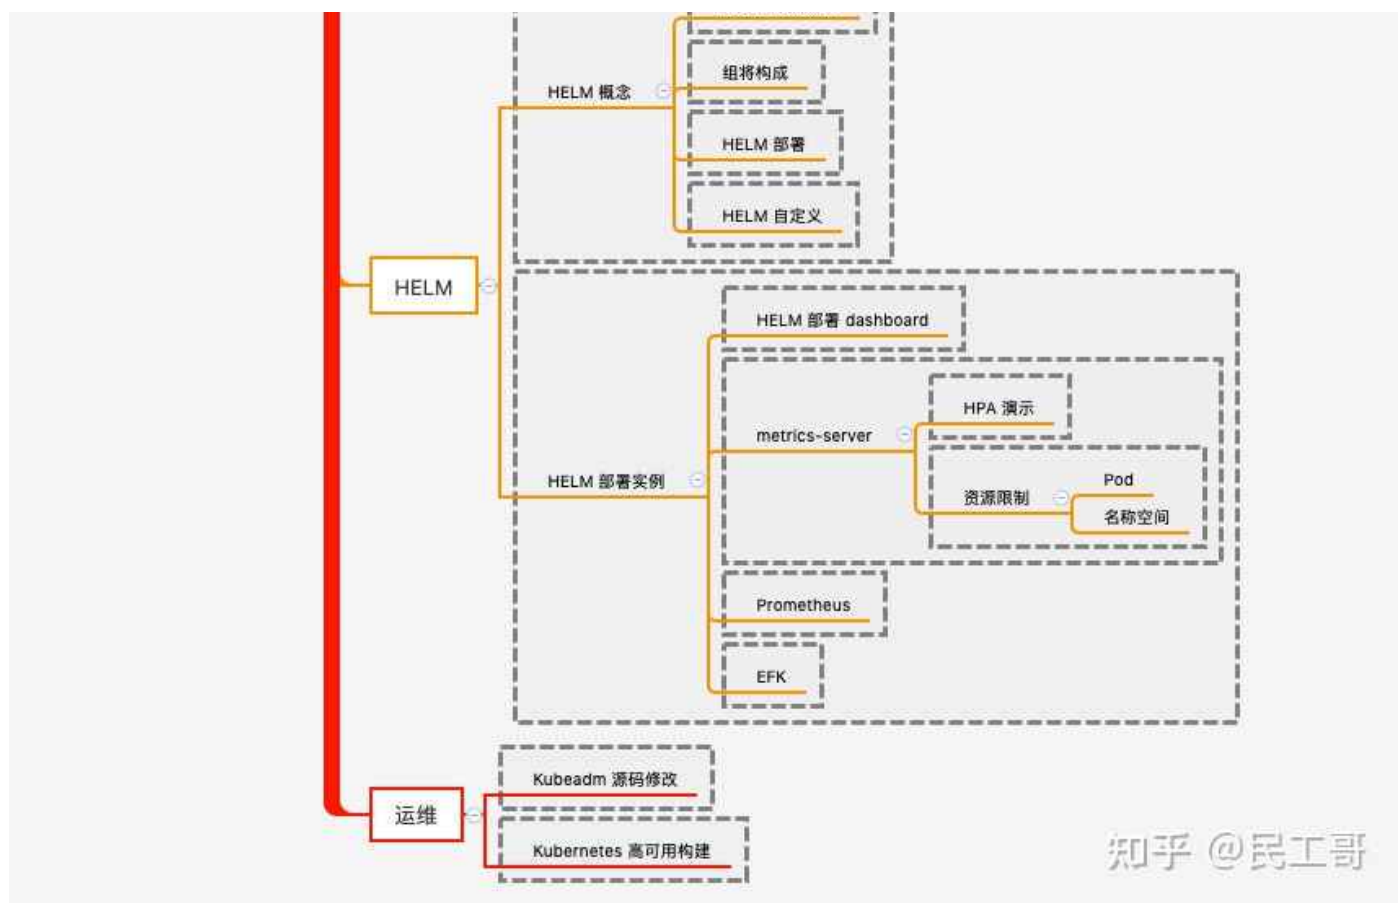 HELM 概念
组将构成
HELM 部署
HELM 自定义
HELM
HELM 部署 dashboard
HPA 演示
metrics-server
HELM 部署实例
Pod
资源限制
名称空间
Prometheus
EFK
Kubeadm 源码修改
运维
Kubernetes 高可用构建
知乎 @民工哥